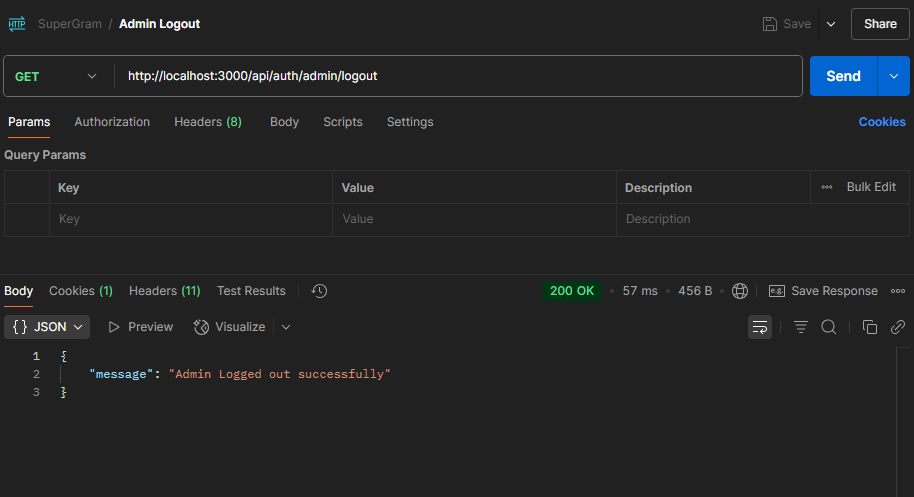 HTTP SuperGram / Admin Logout Save Share
GET http://localhost:3000/api/auth/admin/logout Send
Params Authorization Headers (8) Body Scripts Settings Cookies
Query Params
Key Value Description ••• Bulk Edit
Key Value Description
Body Cookies (1) Headers (11) Test Results 200 OK • 57 ms • 456 B • e.g. Save Response •••
{} JSON Preview Visualize
1 {
2 "message": "Admin Logged out successfully"
3 }